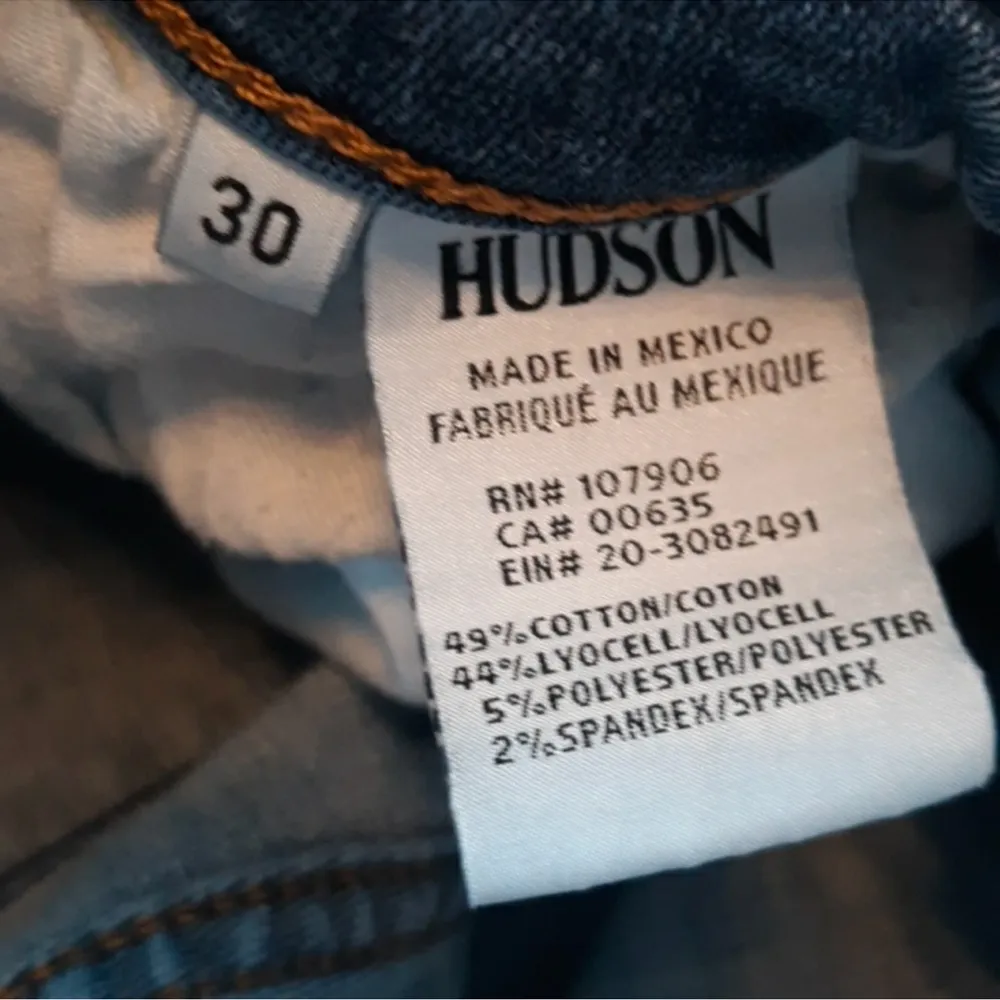 30
HUDSON
MADE IN MEXICO
FABRIQUÉ AU MEXIQUE
RN# 107906
CA# 00635
EIN# 20-3082491
49%COTTON/COTON
44%LYOCELL/LYOCELL
5%POLYESTER/POLYESTER
2%SPANDEX/SPANDEX